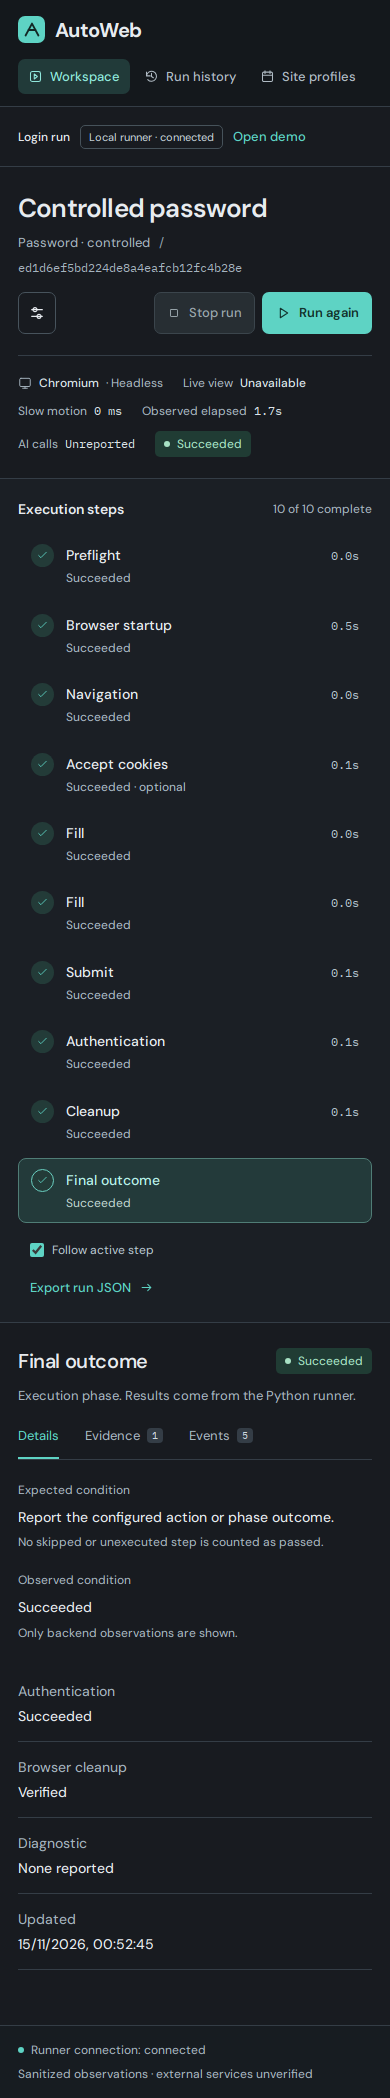 AutoWeb
Workspace Run history Site profiles
Login run Local runner · connected Open demo
Controlled password
Password · controlled /
ed1d6ef5bd224de8a4eafcb12fc4b28e
Stop run Run again
Chromium · Headless Live view Unavailable
Slow motion 0 ms Observed elapsed 1.7s
AI calls Unreported Succeeded
Execution steps 10 of 10 complete
Preflight 0.0s
Succeeded
Browser startup 0.5s
Succeeded
Navigation 0.0s
Succeeded
Accept cookies 0.1s
Succeeded · optional
Fill 0.0s
Succeeded
Fill 0.0s
Succeeded
Submit 0.1s
Succeeded
Authentication 0.1s
Succeeded
Cleanup 0.1s
Succeeded
Final outcome
Succeeded
Follow active step
Export run JSON →
Final outcome Succeeded
Execution phase. Results come from the Python runner.
Details Evidence 1 Events 5
Expected condition
Report the configured action or phase outcome.
No skipped or unexecuted step is counted as passed.
Observed condition
Succeeded
Only backend observations are shown.
Authentication
Succeeded
Browser cleanup
Verified
Diagnostic
None reported
Updated
15/11/2026, 00:52:45
Runner connection: connected
Sanitized observations · external services unverified